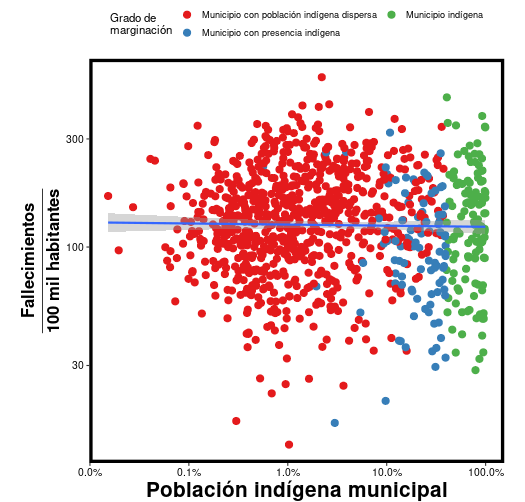 Grado de
marginación
Municipio con población indígena dispersa
Municipio indígena
Municipio con presencia indígena
300
100
30
Fallecimientos
100 mil habitantes
0.0%
0.1%
1.0%
10.0%
100.0%
Población indígena municipal